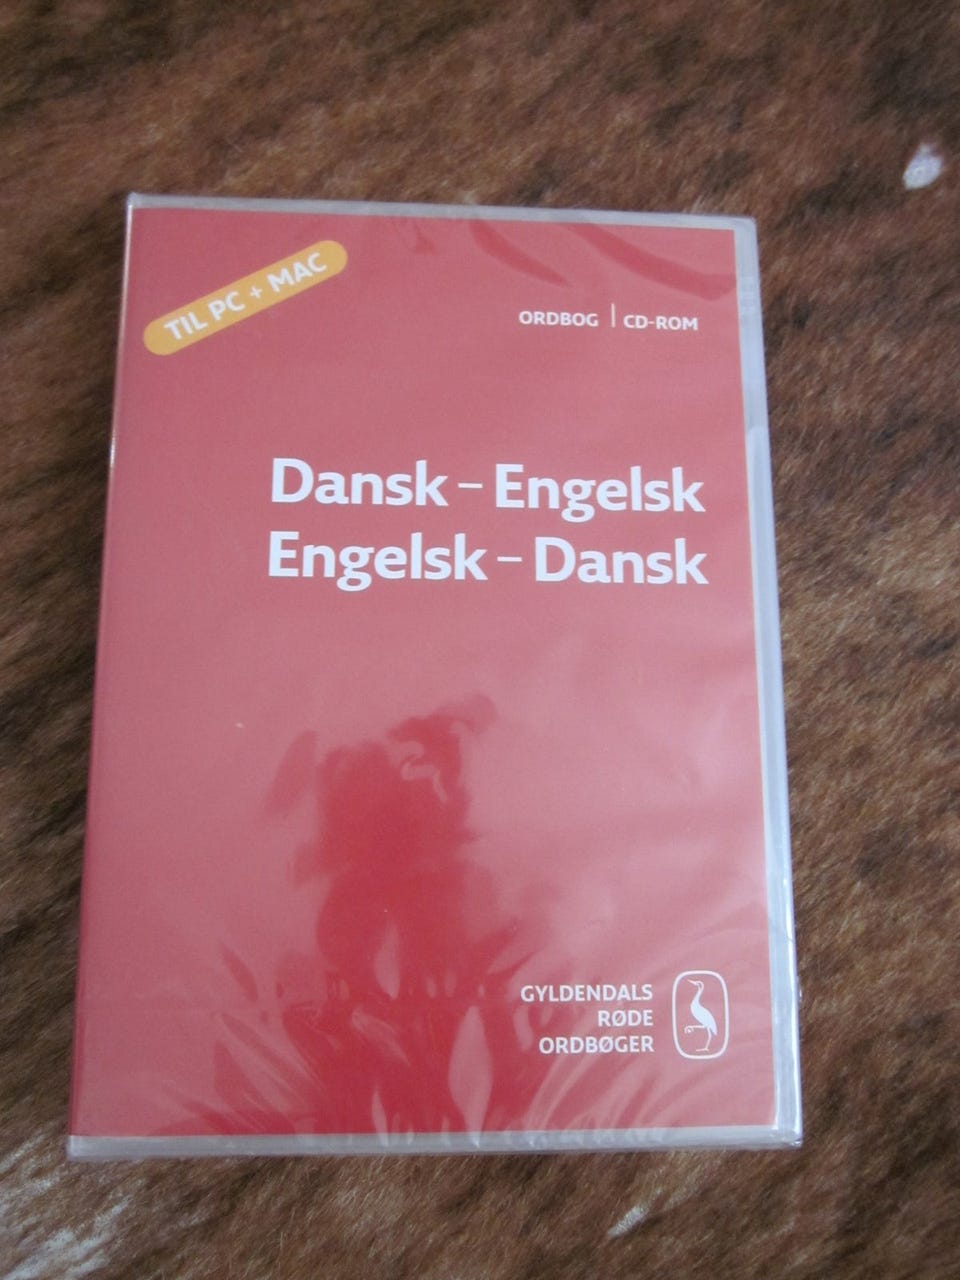 TIL PC + MAC
ORDBOG | CD-ROM
Dansk – Engelsk
Engelsk – Dansk
GYLDENDALS
RØDE
ORDBØGER